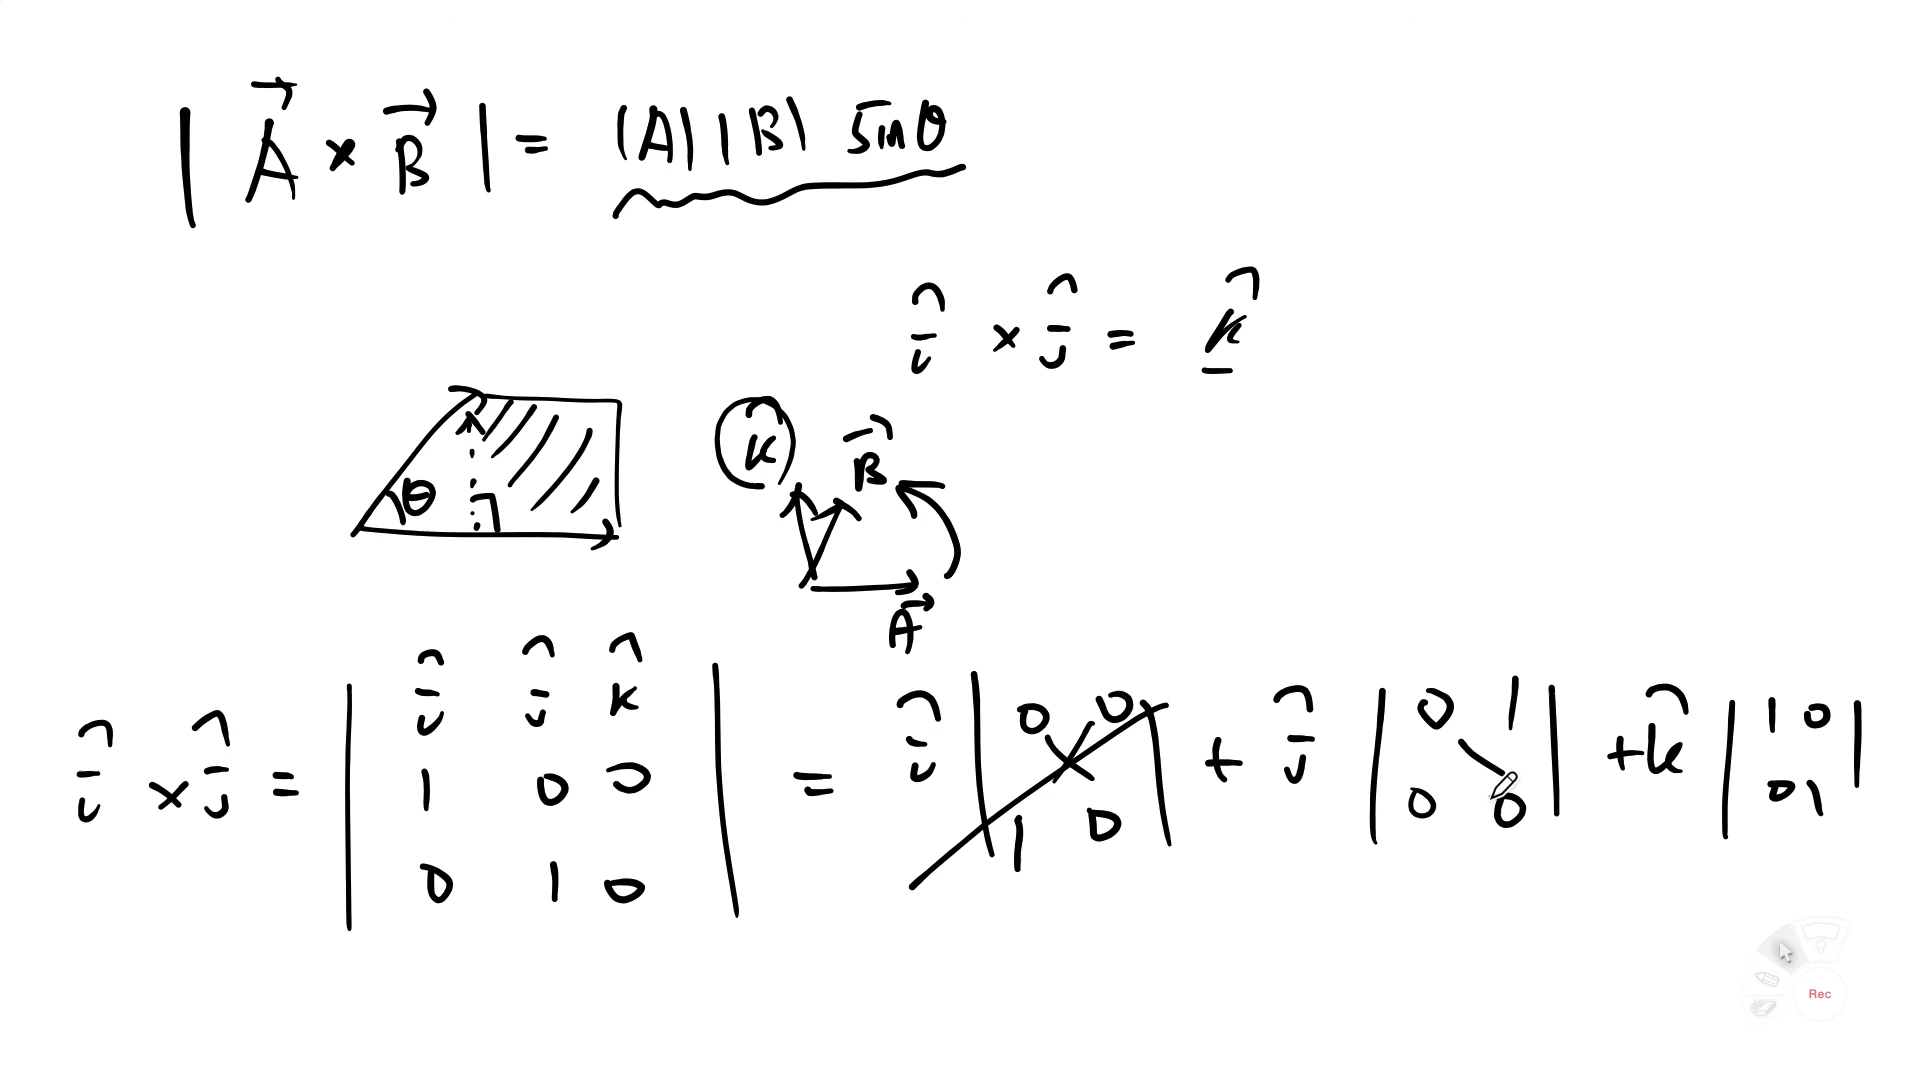 |A⃗ × B⃗| = |A||B| sinθ
î × ĵ = k̂
k̂ B⃗
θ
A⃗
î × ĵ = | î ĵ k̂ | = î | 0 0 | + ĵ | 0 1 | + k̂ | 1 0 |
1 0 0 1 0 0 0 0 1
0 1 0
Rec